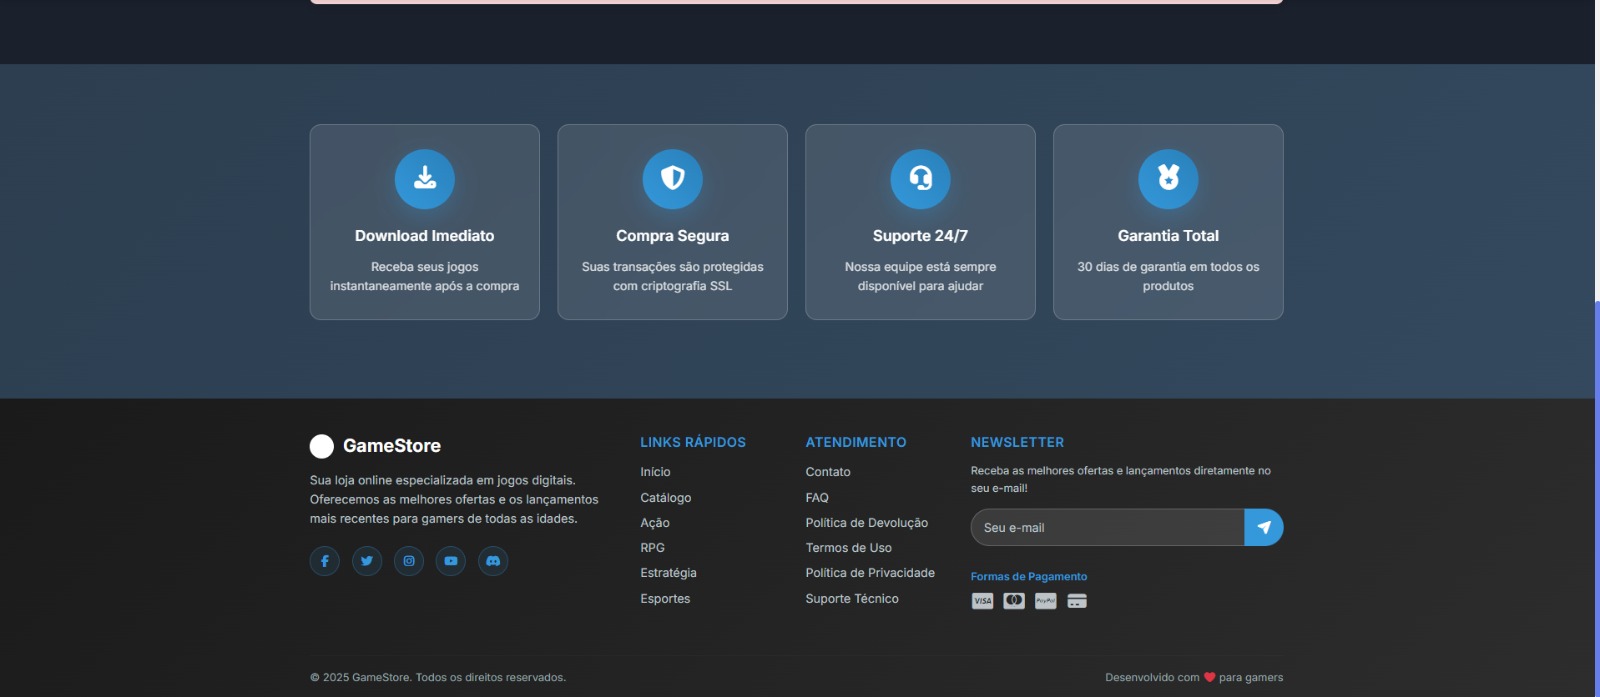 Download Imediato
Receba seus jogos
instantaneamente após a compra
Compra Segura
Suas transações são protegidas
com criptografia SSL
Suporte 24/7
Nossa equipe está sempre
disponível para ajudar
Garantia Total
30 dias de garantia em todos os
produtos
GameStore
Sua loja online especializada em jogos digitais.
Oferecemos as melhores ofertas e os lançamentos
mais recentes para gamers de todas as idades.
LINKS RÁPIDOS
Início
Catálogo
Ação
RPG
Estratégia
Esportes
ATENDIMENTO
Contato
FAQ
Política de Devolução
Termos de Uso
Política de Privacidade
Suporte Técnico
NEWSLETTER
Receba as melhores ofertas e lançamentos diretamente no
seu e-mail!
Seu e-mail
Formas de Pagamento
VISA
PayPal
© 2025 GameStore. Todos os direitos reservados.
Desenvolvido com ❤️ para gamers